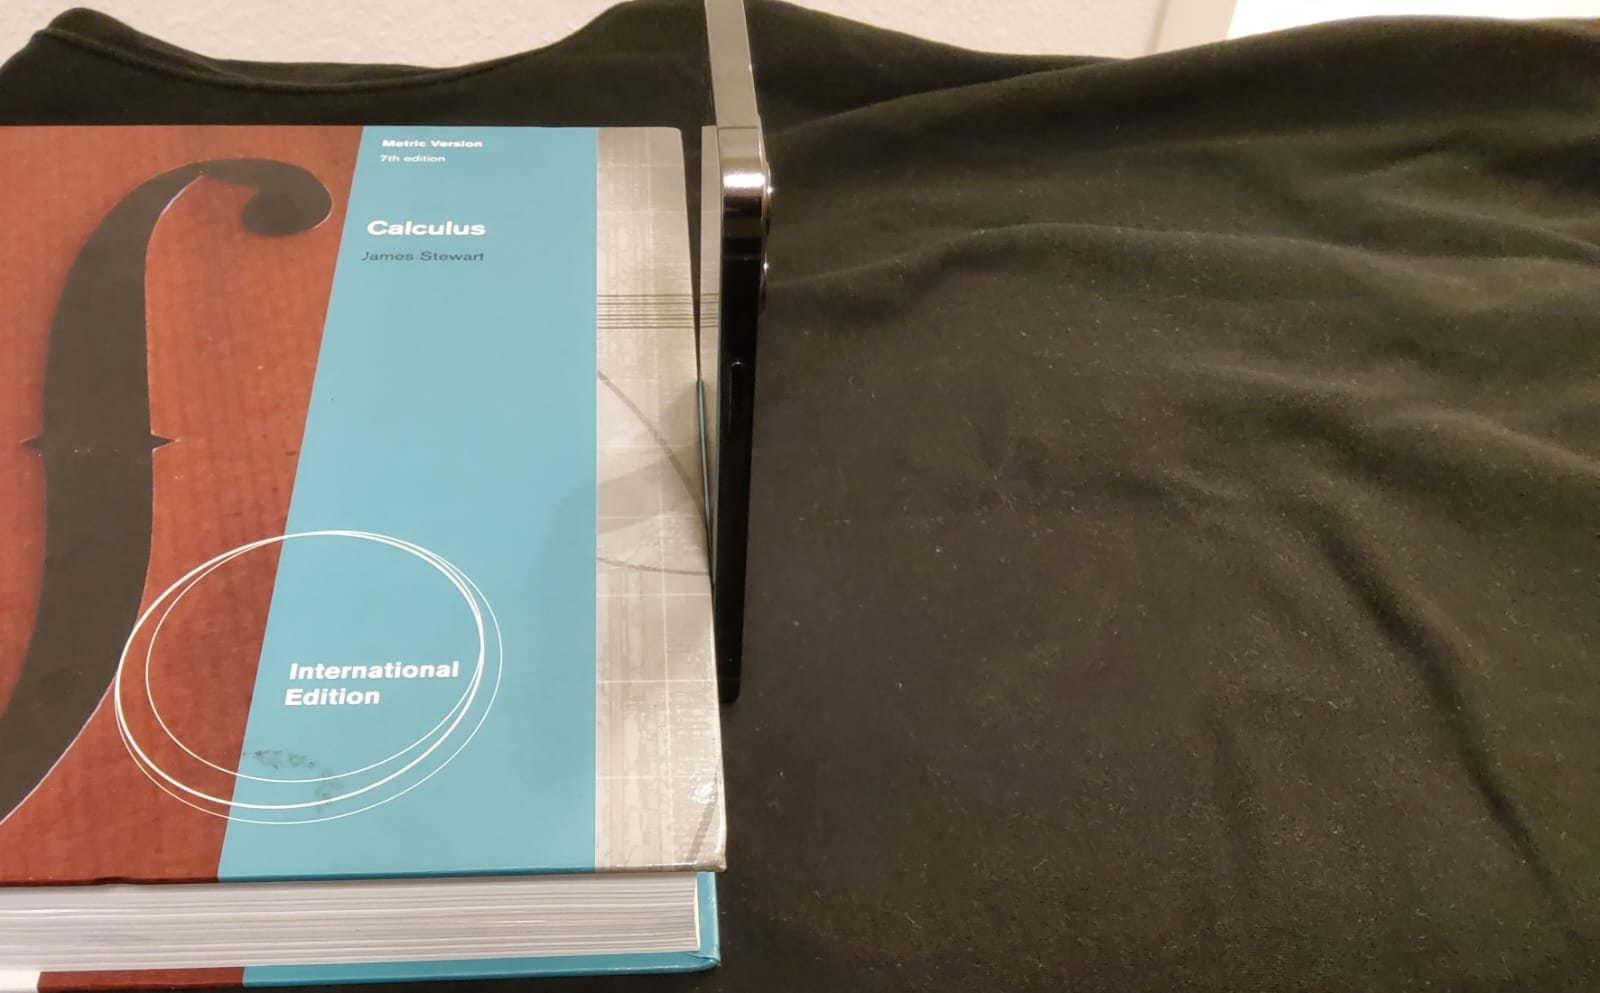 Metric Version
7th edition
Calculus
James Stewart
International
Edition